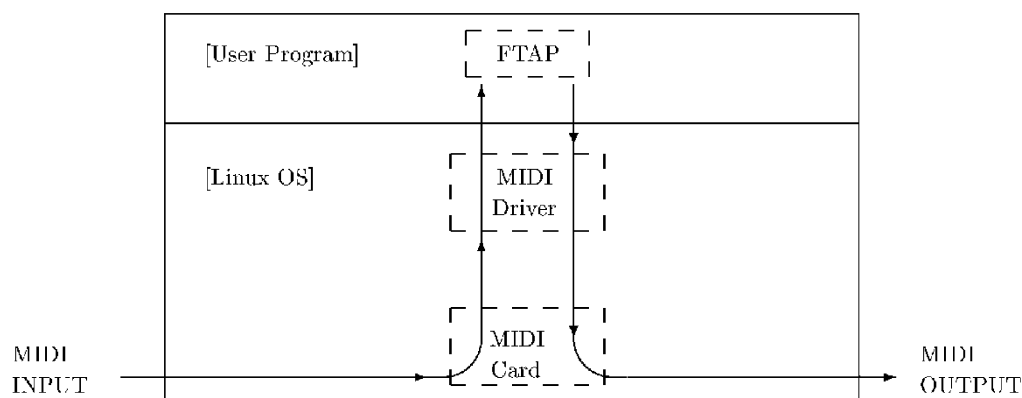 [User Program]
FTAP
[Linux OS]
MIDI
Driver
MIDI
Card
MIDI
INPUT
MIDI
OUTPUT